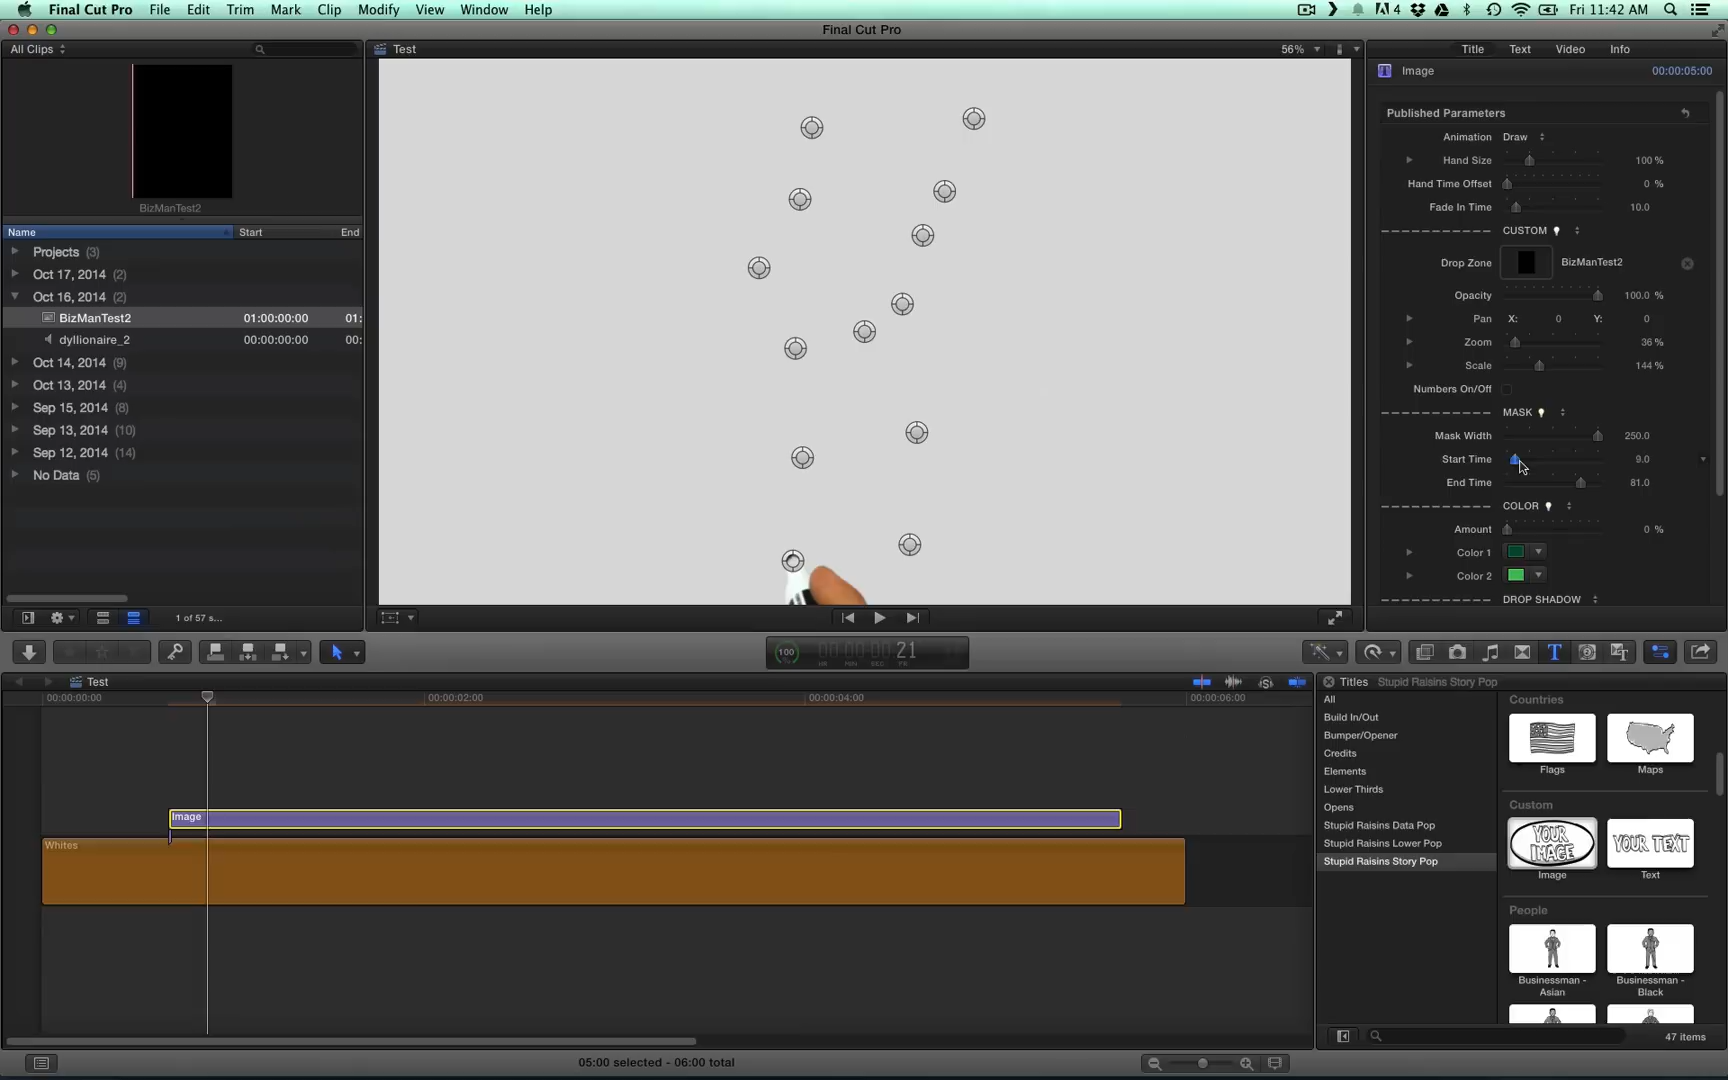 Final Cut Pro File Edit Trim Mark Clip Modify View Window Help 4 Fri 11:42 AM
Final Cut Pro
All Clips
Test 56%
Title Text Video Info
Image 00:00:05:00
BizManTest2
Name Start End
Projects (3)
Oct 17, 2014 (2)
Oct 16, 2014 (2)
BizManTest2 01:00:00:00 01:
dyllionaire_2 00:00:00:00 00:
Oct 14, 2014 (9)
Oct 13, 2014 (4)
Sep 15, 2014 (8)
Sep 13, 2014 (10)
Sep 12, 2014 (14)
No Data (5)
1 of 57 s...
Published Parameters
Animation Draw
Hand Size 100 %
Hand Time Offset 0 %
Fade In Time 10.0
CUSTOM
Drop Zone BizManTest2
Opacity 100.0 %
Pan X: 0 Y: 0
Zoom 36 %
Scale 144 %
Numbers On/Off
MASK
Mask Width 250.0
Start Time 9.0
End Time 81.0
COLOR
Amount 0 %
Color 1
Color 2
DROP SHADOW
100 00:00:00:21
HR MIN SEC FR
Test
00:00:00:00 00:00:02:00 00:00:04:00 00:00:06:00
Image
Whites
05:00 selected - 06:00 total
Titles Stupid Raisins Story Pop
All
Build In/Out
Bumper/Opener
Credits
Elements
Lower Thirds
Opens
Stupid Raisins Data Pop
Stupid Raisins Lower Pop
Stupid Raisins Story Pop
Countries
Flags Maps
Custom
YOUR IMAGE
YOUR TEXT
Image Text
People
Businessman - Asian
Businessman - Black
47 items